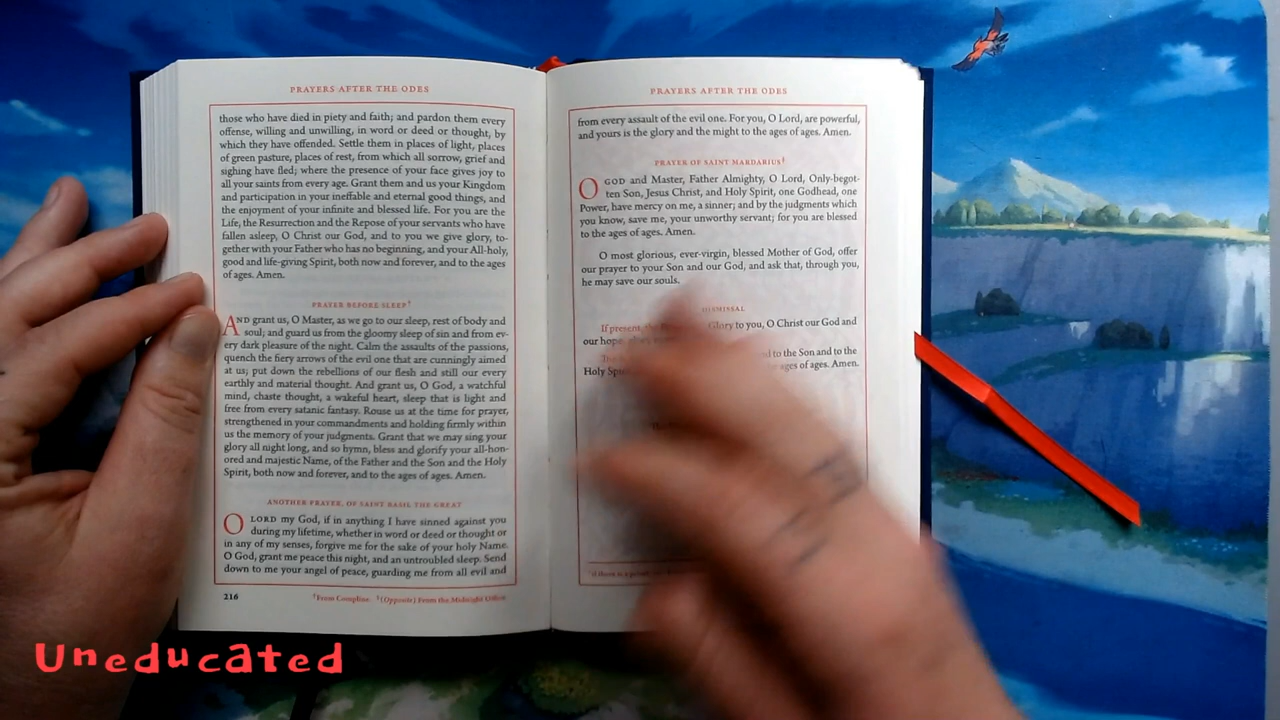 PRAYERS AFTER THE ODES
those who have died in piety and faith; and pardon them every
offense, willing and unwilling, in word or deed or thought, by
which they have offended. Settle them in places of light, places
of green pasture, places of rest, from which all sorrow, grief and
sighing have fled; where the presence of your face gives joy to
all your saints from every age. Grant them and us your Kingdom
and participation in your ineffable and eternal good things, and
the enjoyment of your infinite and blessed life. For you are the
Life, the Resurrection and the Repose of your servants who have
fallen asleep, O Christ our God, and to you we give glory, to-
gether with your Father who has no beginning, and your All-holy,
good and life-giving Spirit, both now and forever, and to the ages
of ages. Amen.
PRAYER BEFORE SLEEP†
AND grant us, O Master, as we go to our sleep, rest of body and
soul; and guard us from the gloomy sleep of sin and from ev-
ery dark pleasure of the night. Calm the assaults of the passions,
quench the fiery arrows of the evil one that are cunningly aimed
at us; put down the rebellions of our flesh and still our every
earthly and material thought. And grant us, O God, a watchful
mind, chaste thought, a wakeful heart, sleep that is light and
free from every satanic fantasy. Rouse us at the time for prayer,
strengthened in your commandments and holding firmly within
us the memory of your judgments. Grant that we may sing your
glory all night long, and so hymn, bless and glorify your all-hon-
ored and majestic Name, of the Father and the Son and the Holy
Spirit, both now and forever, and to the ages of ages. Amen.
ANOTHER PRAYER, OF SAINT BASIL THE GREAT
O LORD my God, if in anything I have sinned against you
during my lifetime, whether in word or deed or thought or
in any of my senses, forgive me for the sake of your holy Name.
O God, grant me peace this night, and an untroubled sleep. Send
down to me your angel of peace, guarding me from all evil and
216
†From Compline. ‡(Opposite) From the Midnight Office
PRAYERS AFTER THE ODES
from every assault of the evil one. For you, O Lord, are powerful,
and yours is the glory and the might to the ages of ages. Amen.
PRAYER OF SAINT MARDARIUS‡
O GOD and Master, Father Almighty, O Lord, Only-begot-
ten Son, Jesus Christ, and Holy Spirit, one Godhead, one
Power, have mercy on me, a sinner; and by the judgments which
you know, save me, your unworthy servant; for you are blessed
to the ages of ages. Amen.
O most glorious, ever-virgin, blessed Mother of God, offer
our prayer to your Son and our God, and ask that, through you,
he may save our souls.
DISMISSAL
If present, the Glory to you, O Christ our God and
our hope, glory
to the Son and to the
Holy ages of ages. Amen.
Uneducated